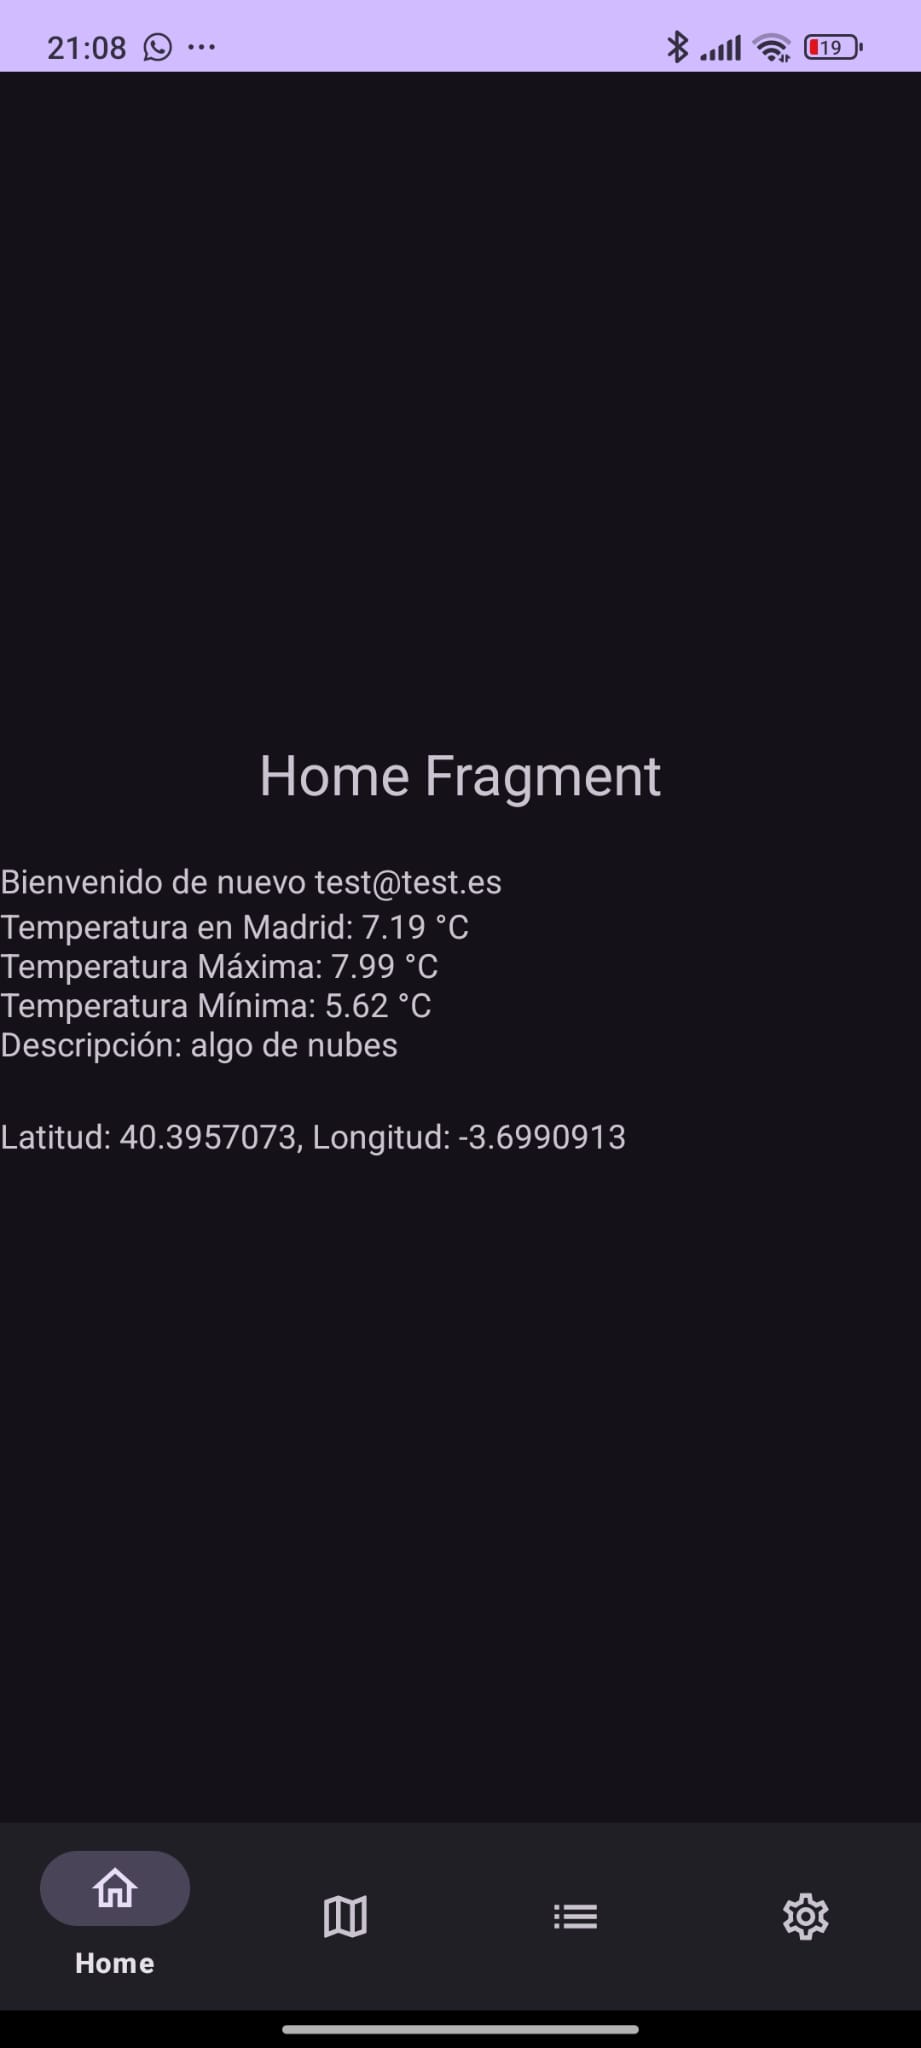 21:08
19
Home Fragment
Bienvenido de nuevo test@test.es
Temperatura en Madrid: 7.19 °C
Temperatura Máxima: 7.99 °C
Temperatura Mínima: 5.62 °C
Descripción: algo de nubes
Latitud: 40.3957073, Longitud: -3.6990913
Home